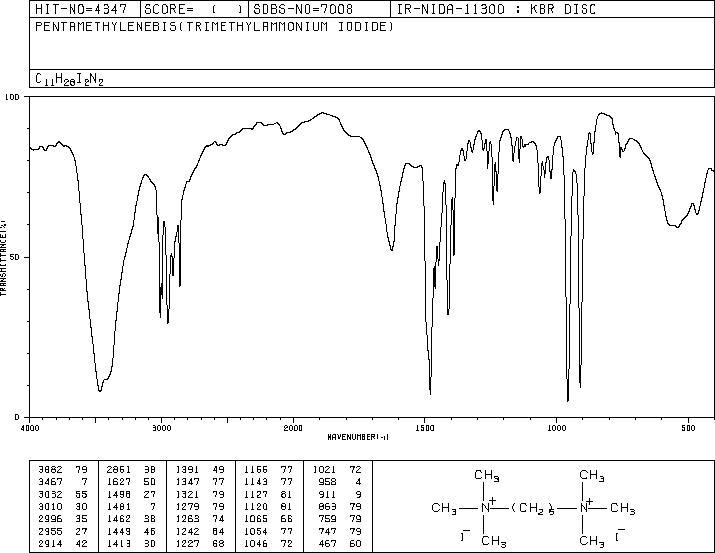 HIT-NO=4347 SCORE= ( ) SDBS-NO=7008 IR-NIDA-11300 : KBR DISC
PENTAMETHYLENEBIS(TRIMETHYLAMMONIUM IODIDE)
C11H28I2N2
100
50
0
TRANSMITTANCE(%)
4000 3000 2000 1500 1000 500
WAVENUMBER(-1)
3882 79 2861 38 1391 49 1166 77 1021 72
3467 7 1627 50 1347 77 1143 77 958 4
3032 55 1498 27 1321 79 1127 81 911 9
3010 30 1481 7 1279 79 1120 81 863 79
2996 35 1462 38 1263 74 1065 66 759 79
2955 27 1449 46 1242 64 1054 77 747 79
2914 42 1413 30 1227 68 1046 72 467 60
CH3 CH3
CH3 N+ (CH2)5 N+ CH3
CH3 I− CH3 I−